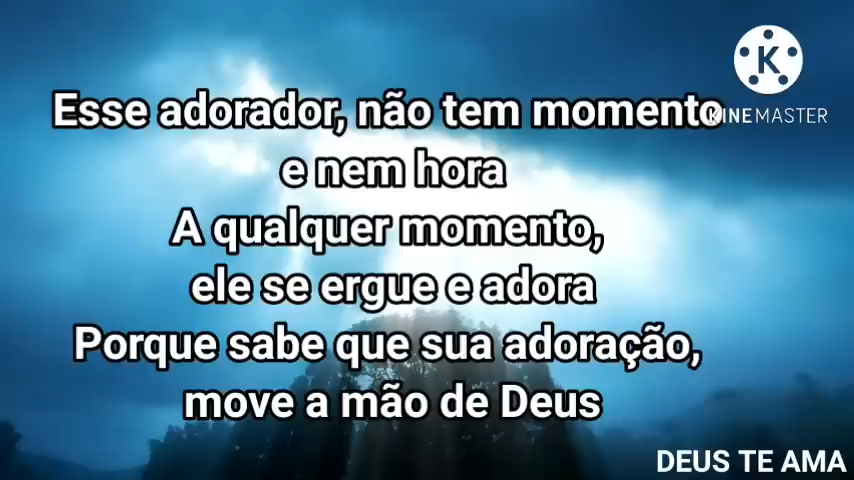 Esse adorador, não tem momento
e nem hora
A qualquer momento,
ele se ergue e adora
Porque sabe que sua adoração,
move a mão de Deus
K
KINEMASTER
DEUS TE AMA